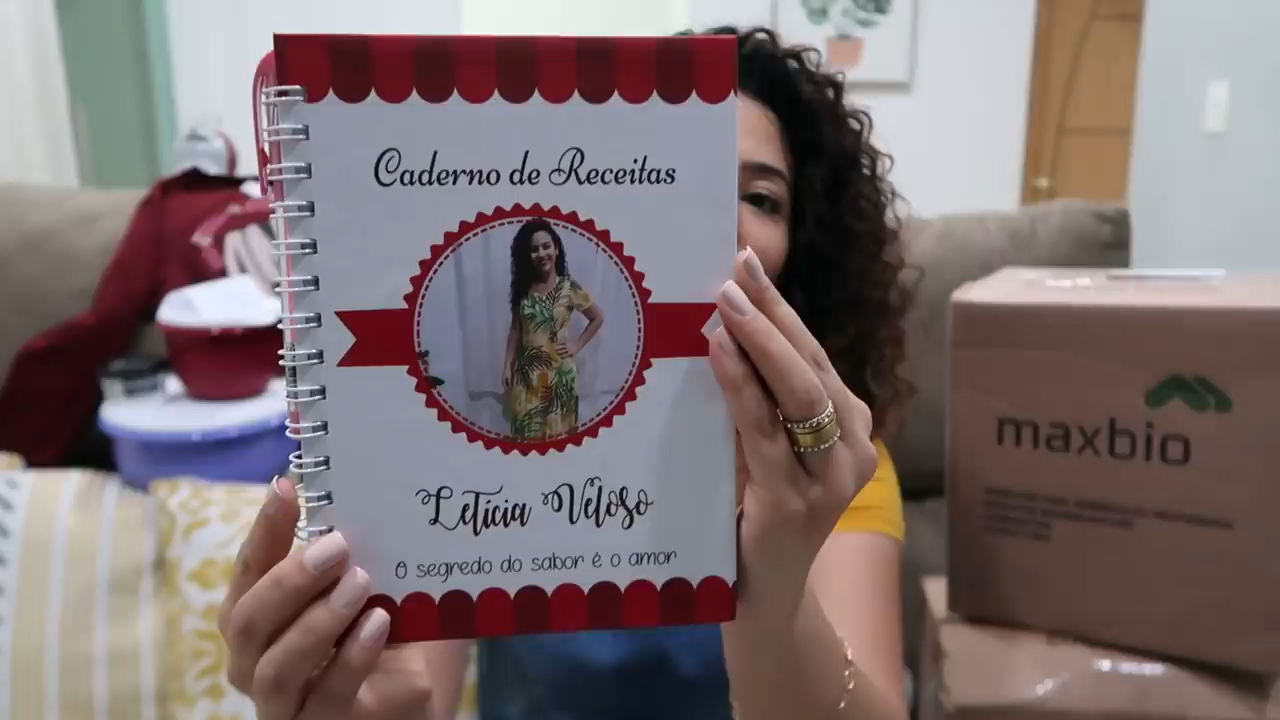 Caderno de Receitas
Letícia Veloso
O segredo do sabor é o amor
maxbio